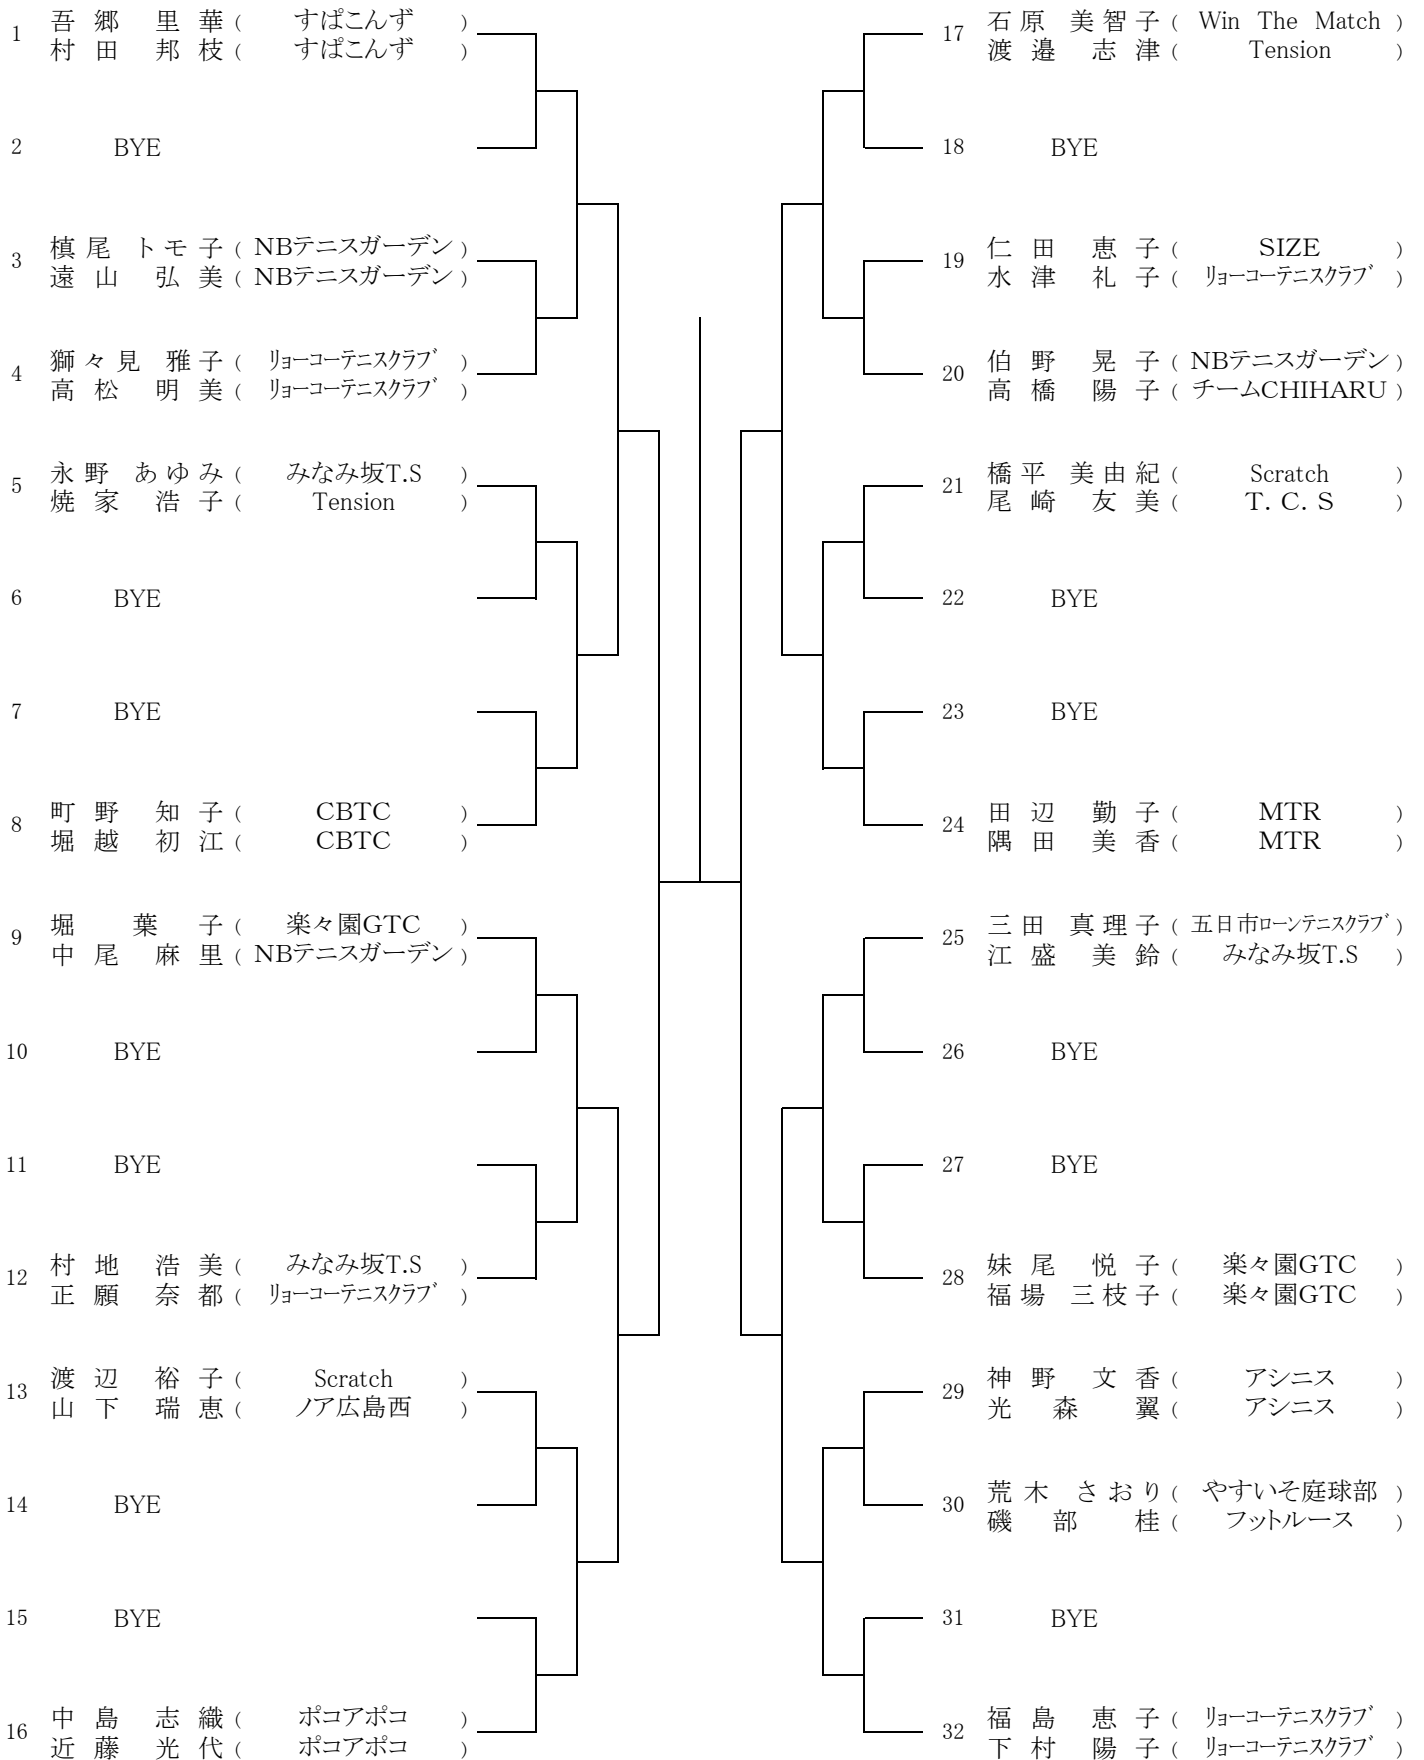 1 吾郷 里華 ( すぱこんず )
村田 邦枝 ( すぱこんず )
2 BYE
3 槙尾 トモ子 ( NBテニスガーデン )
遠山 弘美 ( NBテニスガーデン )
4 獅々見 雅子 ( リョーコーテニスクラブ )
高松 明美 ( リョーコーテニスクラブ )
5 永野 あゆみ ( みなみ坂T.S )
焼家 浩子 ( Tension )
6 BYE
7 BYE
8 町野 知子 ( CBTC )
堀越 初江 ( CBTC )
9 堀 葉子 ( 楽々園GTC )
中尾 麻里 ( NBテニスガーデン )
10 BYE
11 BYE
12 村地 浩美 ( みなみ坂T.S )
正願 奈都 ( リョーコーテニスクラブ )
13 渡辺 裕子 ( Scratch )
山下 瑞恵 ( ノア広島西 )
14 BYE
15 BYE
16 中島 志織 ( ポコアポコ )
近藤 光代 ( ポコアポコ )
17 石原 美智子 ( Win The Match )
渡邉 志津 ( Tension )
18 BYE
19 仁田 恵子 ( SIZE )
水津 礼子 ( リョーコーテニスクラブ )
20 伯野 晃子 ( NBテニスガーデン )
高橋 陽子 ( チームCHIHARU )
21 橋平 美由紀 ( Scratch )
尾崎 友美 ( T. C. S )
22 BYE
23 BYE
24 田辺 勤子 ( MTR )
隅田 美香 ( MTR )
25 三田 真理子 ( 五日市ローンテニスクラブ )
江盛 美鈴 ( みなみ坂T.S )
26 BYE
27 BYE
28 妹尾 悦子 ( 楽々園GTC )
福場 三枝子 ( 楽々園GTC )
29 神野 文香 ( アシニス )
光森 翼 ( アシニス )
30 荒木 さおり ( やすいそ庭球部 )
磯部 桂 ( フットルース )
31 BYE
32 福島 恵子 ( リョーコーテニスクラブ )
下村 陽子 ( リョーコーテニスクラブ )